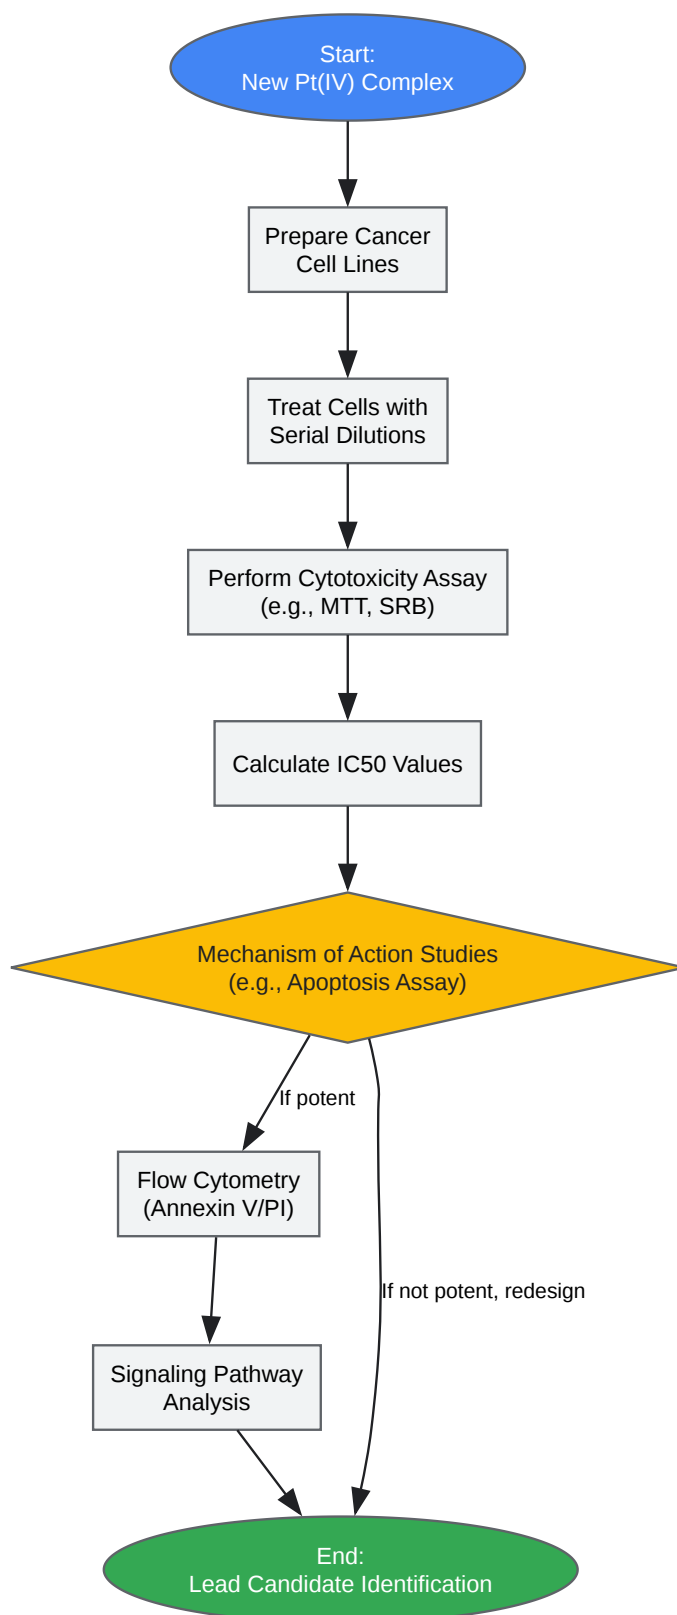 Start:
New Pt(IV) Complex
Prepare Cancer
Cell Lines
Treat Cells with
Serial Dilutions
Perform Cytotoxicity Assay
(e.g., MTT, SRB)
Calculate IC50 Values
Mechanism of Action Studies
(e.g., Apoptosis Assay)
If potent
Flow Cytometry
(Annexin V/PI)
If not potent, redesign
Signaling Pathway
Analysis
End:
Lead Candidate Identification